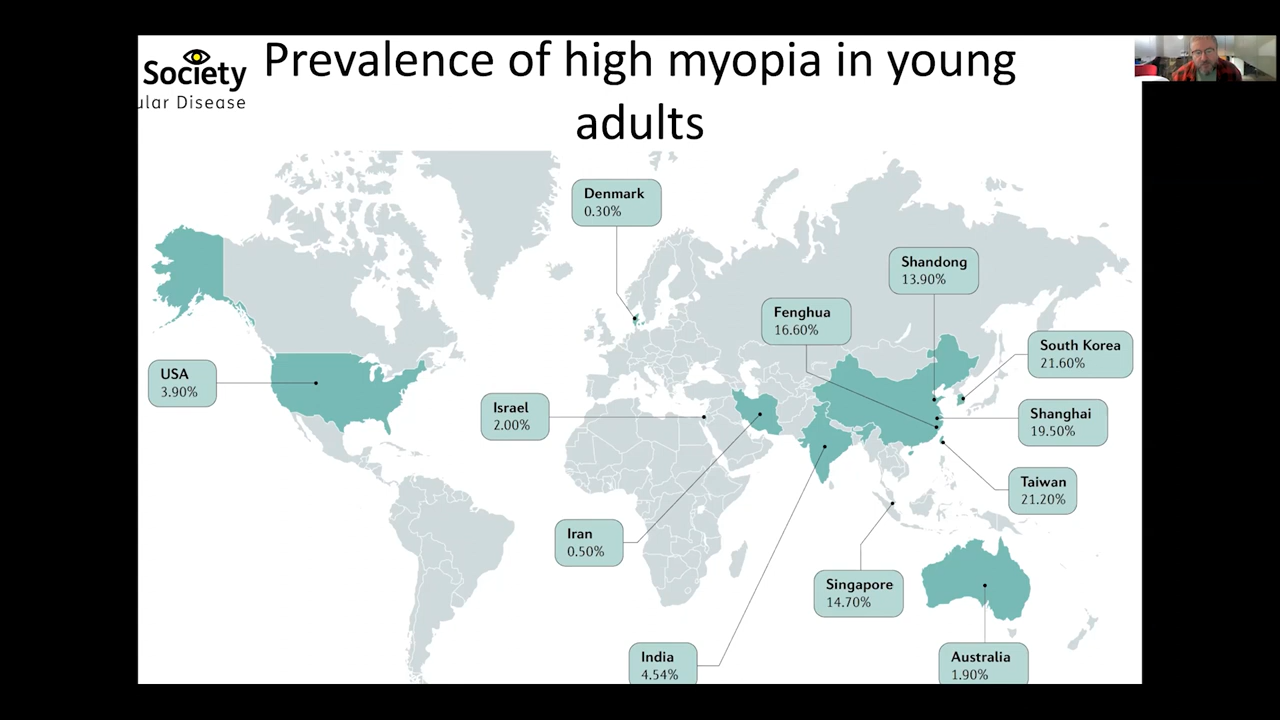 Society
ular Disease
Prevalence of high myopia in young
adults
Denmark
0.30%
Shandong
13.90%
Fenghua
16.60%
South Korea
21.60%
USA
3.90%
Israel
2.00%
Shanghai
19.50%
Taiwan
21.20%
Iran
0.50%
Singapore
14.70%
India
4.54%
Australia
1.90%